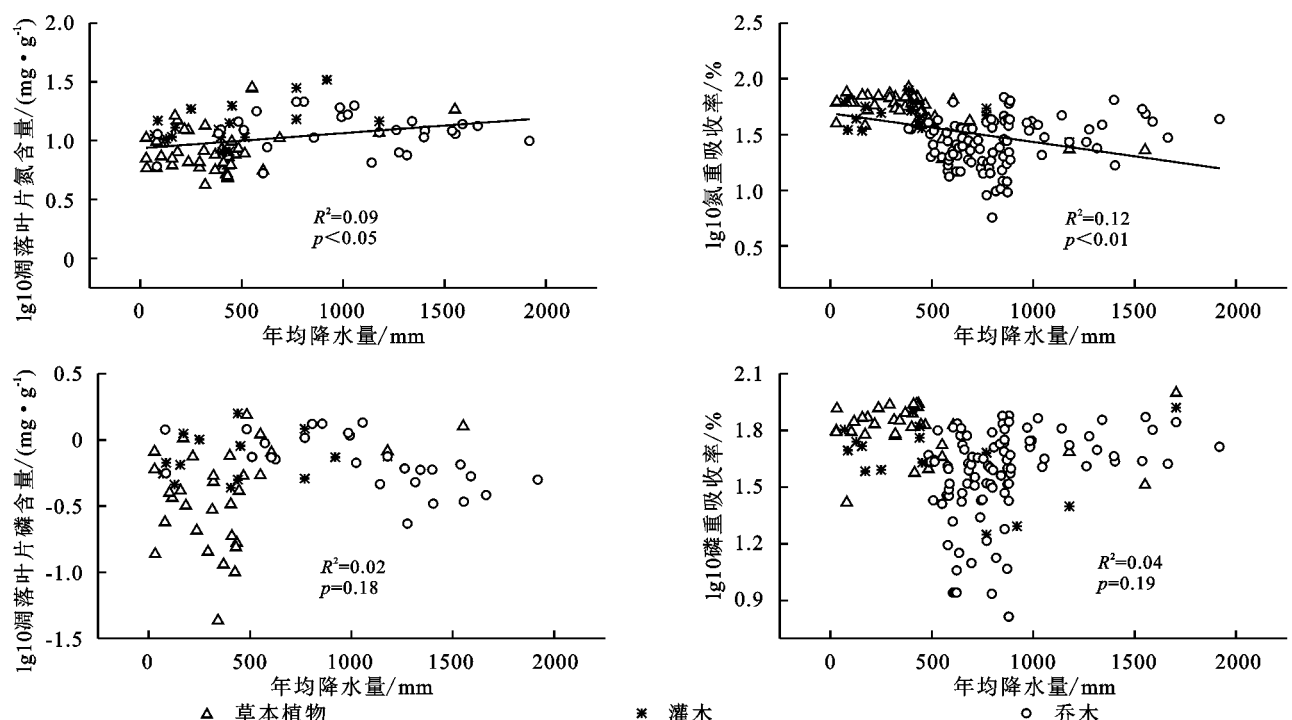 lg10凋落叶片氮含量/(mg·g⁻¹)
2.0
1.5
1.0
0.5
0
R²=0.09
p<0.05
0 500 1000 1500 2000
年均降水量/mm
lg10氮重吸收率/%
2.0
1.5
1.0
0.5
R²=0.12
p<0.01
0 500 1000 1500 2000
年均降水量/mm
lg10凋落叶片磷含量/(mg·g⁻¹)
0.5
0
-0.5
-1.0
-1.5
R²=0.02
p=0.18
0 500 1000 1500 2000
年均降水量/mm
lg10磷重吸收率/%
2.1
1.8
1.5
1.2
0.9
R²=0.04
p=0.19
0 500 1000 1500 2000
年均降水量/mm
草本植物 灌木 乔木